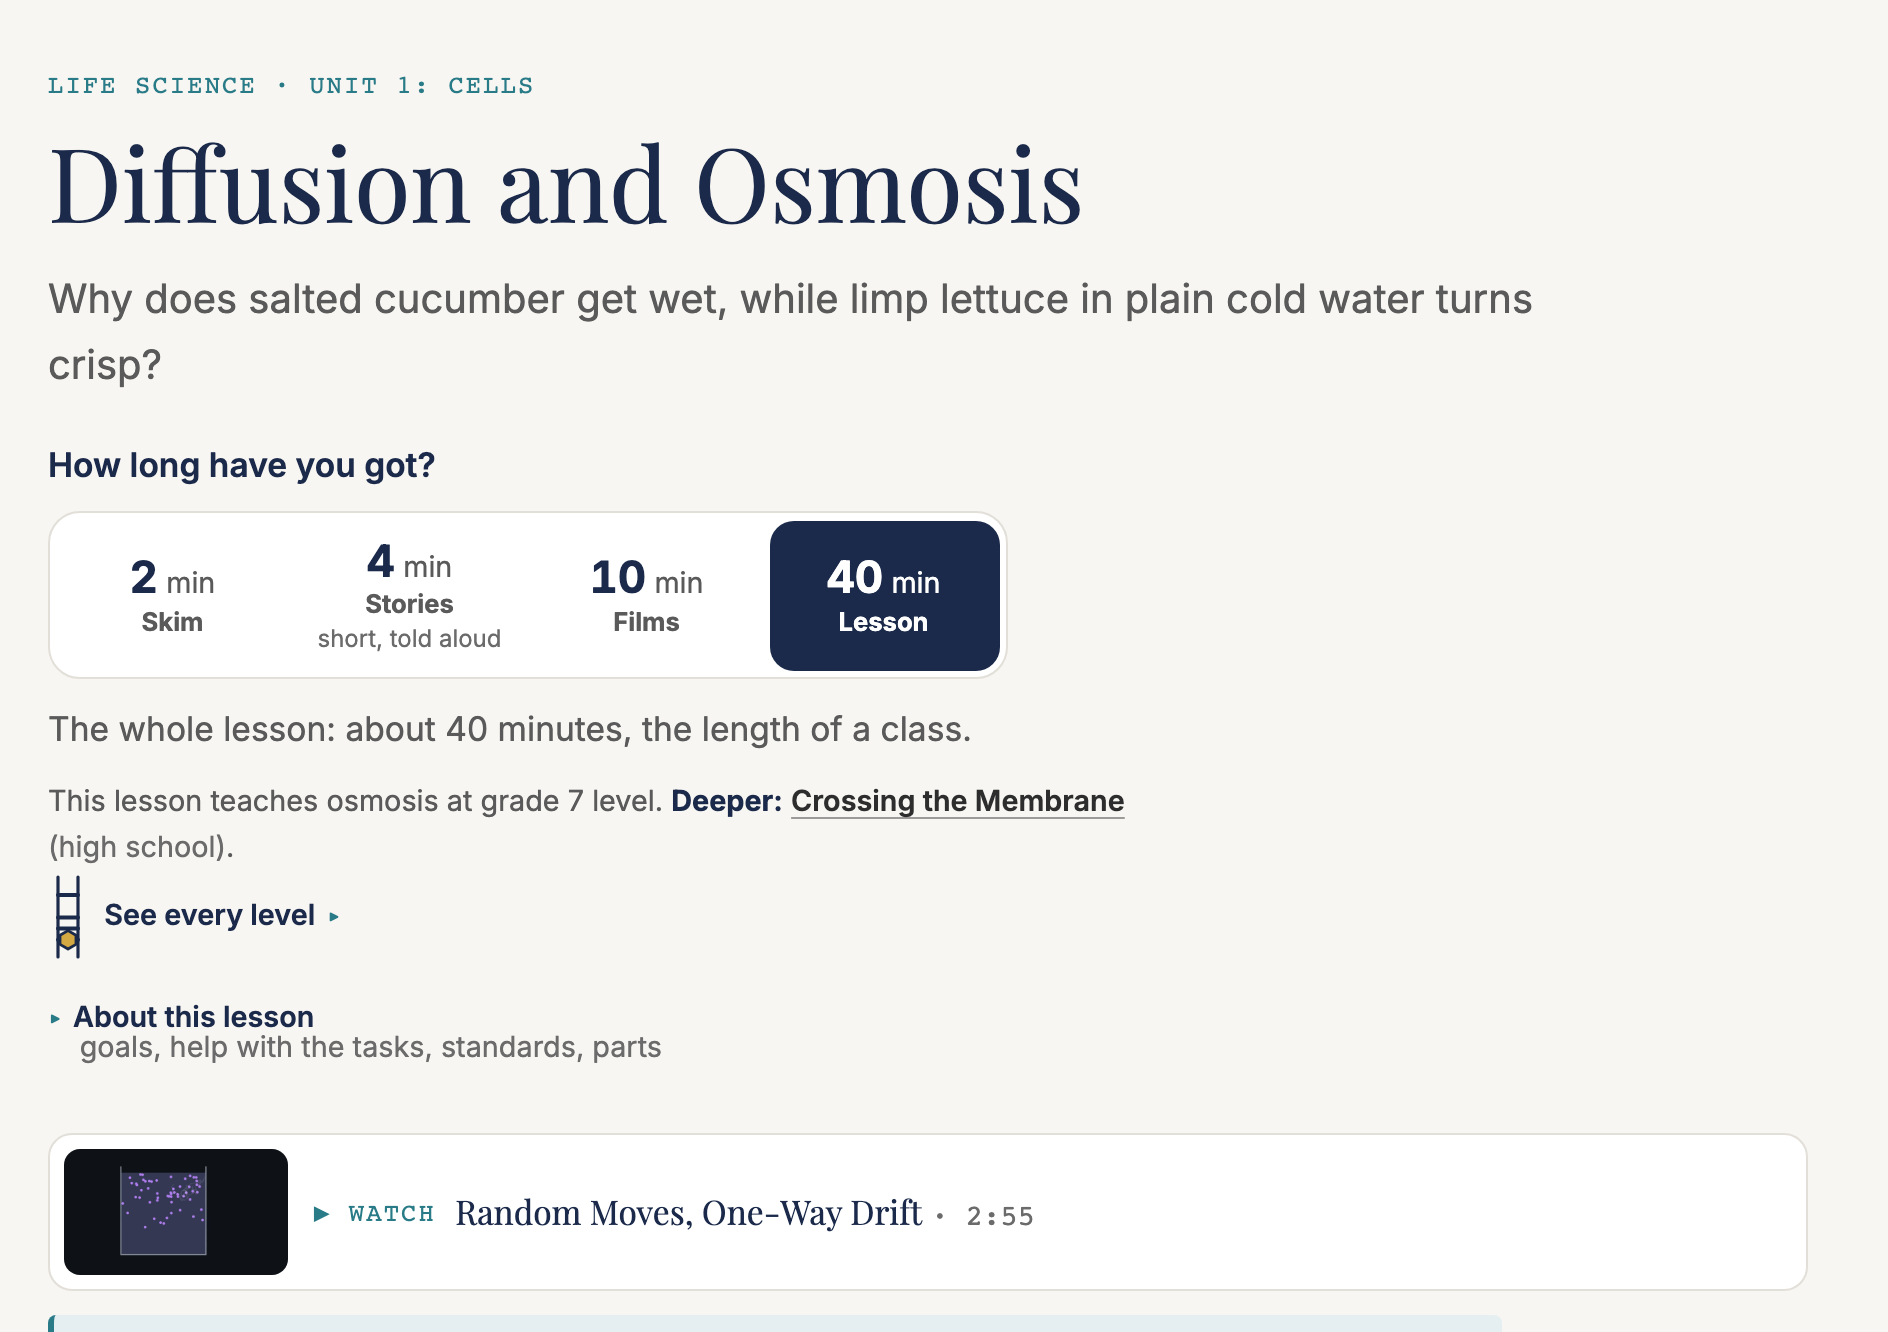 LIFE SCIENCE · UNIT 1: CELLS
Diffusion and Osmosis
Why does salted cucumber get wet, while limp lettuce in plain cold water turns
crisp?
How long have you got?
2 min
Skim
4 min
Stories
short, told aloud
10 min
Films
40 min
Lesson
The whole lesson: about 40 minutes, the length of a class.
This lesson teaches osmosis at grade 7 level. Deeper: Crossing the Membrane
(high school).
See every level ▸
▸ About this lesson
goals, help with the tasks, standards, parts
▶ WATCH Random Moves, One-Way Drift · 2:55